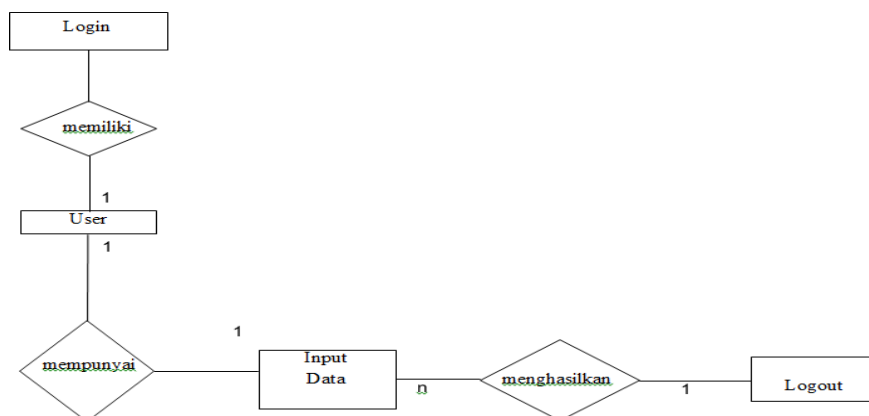 Login
memiliki
1
User
1
mempunyai
1
Input
Data
n
menghasilkan
1
Logout